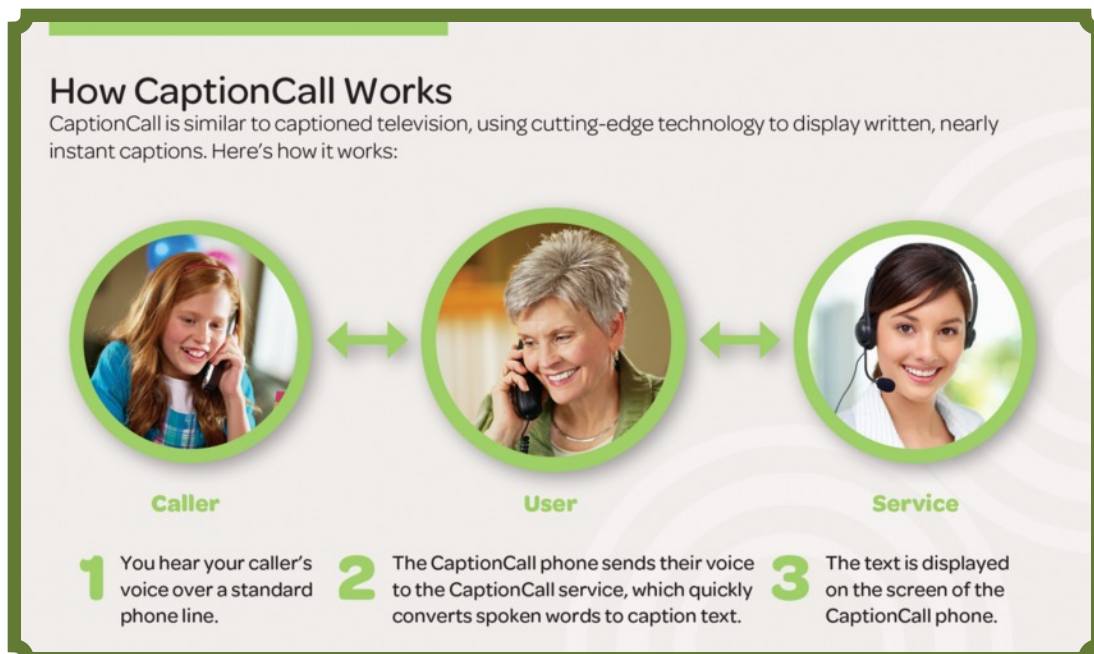 How CaptionCall Works
CaptionCall is similar to captioned television, using cutting-edge technology to display written, nearly
instant captions. Here's how it works:
Caller
User
Service
1
You hear your caller's
voice over a standard
phone line.
2
The CaptionCall phone sends their voice
to the CaptionCall service, which quickly
converts spoken words to caption text.
3
The text is displayed
on the screen of the
CaptionCall phone.